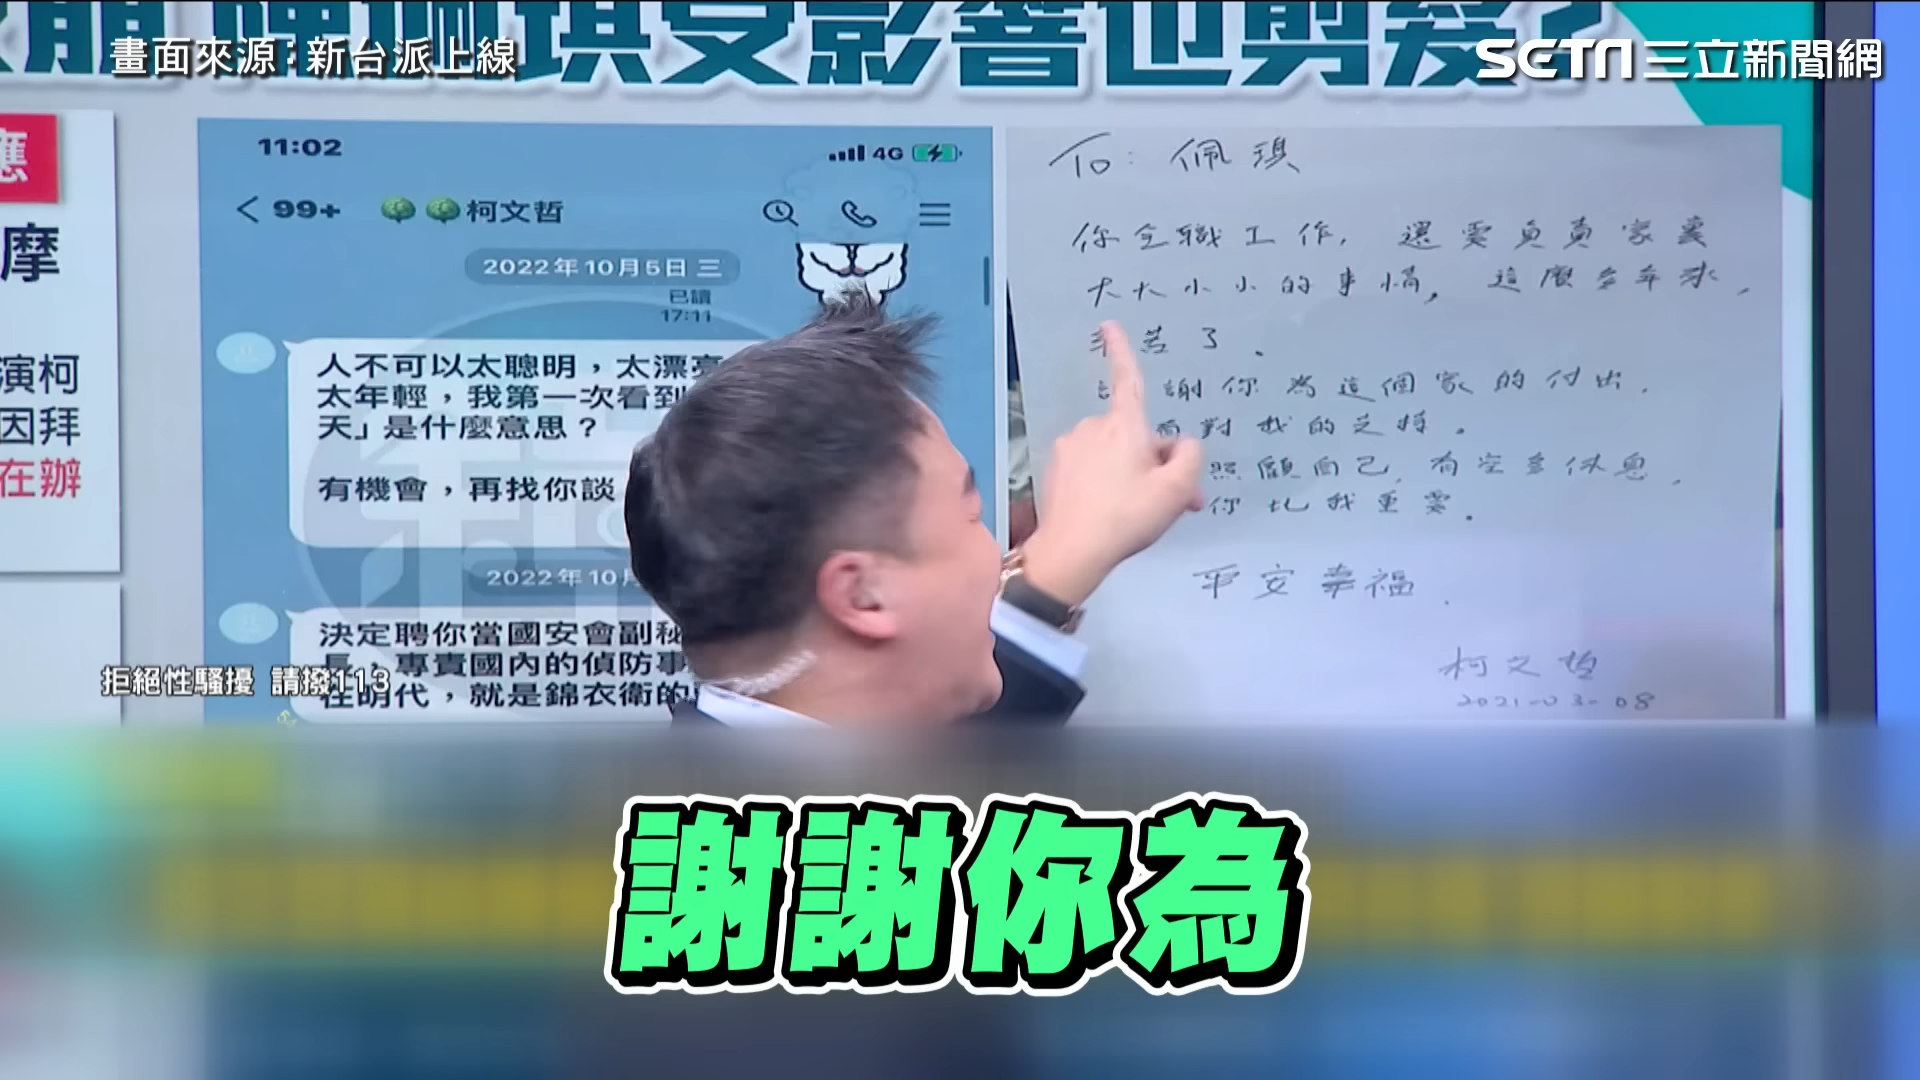 受影響也剪髮?
畫面來源:新台派上線
SETN三立新聞網
應
摩
演柯
因拜
在辦
11:02
4G
99+
柯文哲
2022年10月5日 三
已讀
17:11
人不可以太聰明，太漂亮
太年輕，我第一次看到
天」是什麼意思？
有機會，再找你談
2022年10月
決定聘你當國安會副秘
長，專責國內的偵防事
在明代，就是錦衣衛的
To: 佩琪
你全職工作，還要負責家裏
大大小小的事情，這麼多年來，
辛苦了。
謝你為這個家的付出，
對我的支持。
照顧自己，有空多休息，
你比我重要。
平安幸福.
柯文哲
2021-03-08
拒絕性騷擾 請撥113
謝謝你為